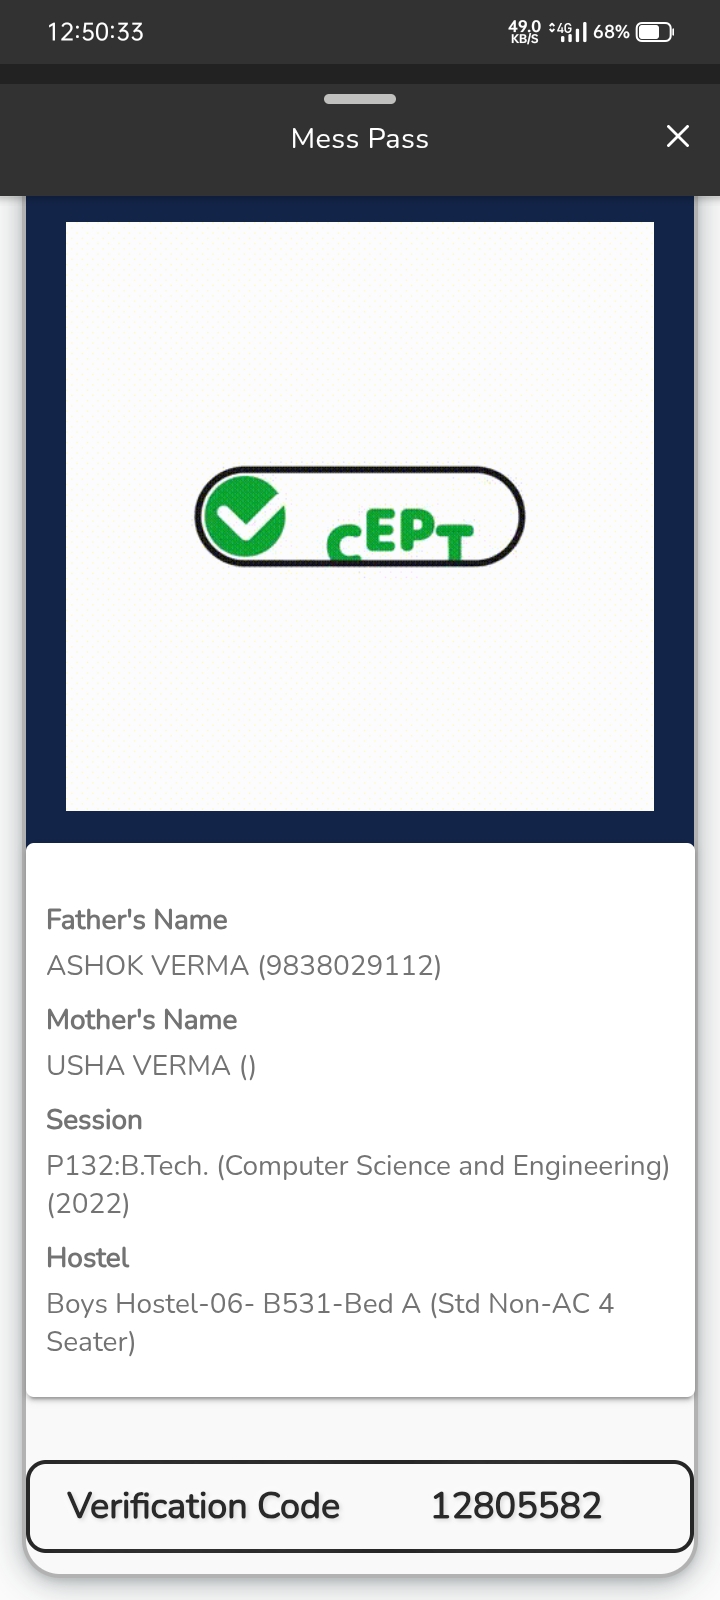 12:50:33
49.0 KB/S 4G 68%
Mess Pass
CEPT
Father's Name
ASHOK VERMA (9838029112)
Mother's Name
USHA VERMA ()
Session
P132:B.Tech. (Computer Science and Engineering)
(2022)
Hostel
Boys Hostel-06- B531-Bed A (Std Non-AC 4
Seater)
Verification Code 12805582